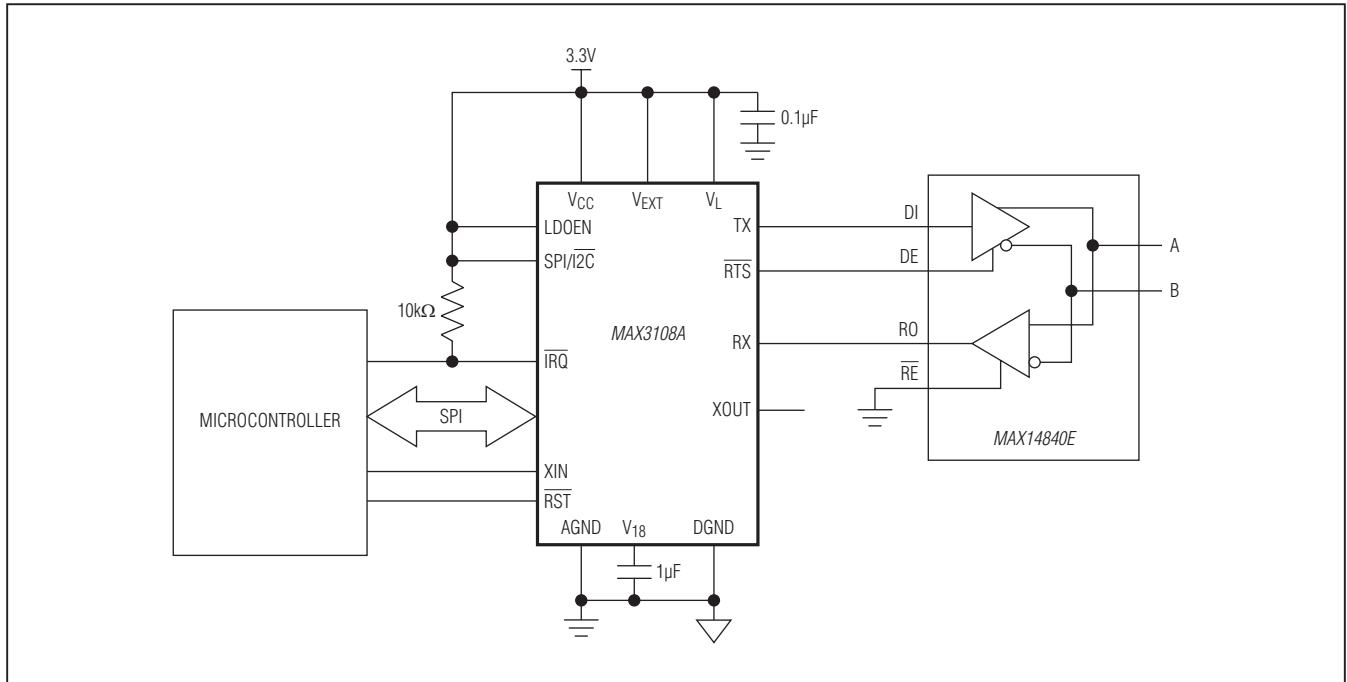 3.3V
0.1µF
VCC
VEXT
VL
LDOEN
TX
DI
A
SPI/I2C
RTS
DE
B
10kΩ
MAX3108A
IRQ
RX
RO
RE
MICROCONTROLLER
SPI
XOUT
MAX14840E
XIN
RST
AGND
V18
DGND
1µF